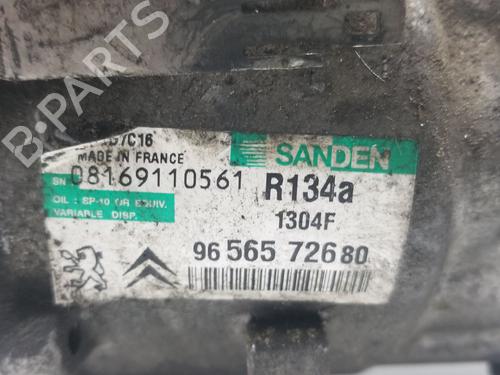 B-PARTS
7C16
MADE IN FRANCE
SANDEN
SN 08169110561
R134a
OIL : SP-10 OR EQUIV.
VARIABLE DISP.
1304F
96 565 726 80